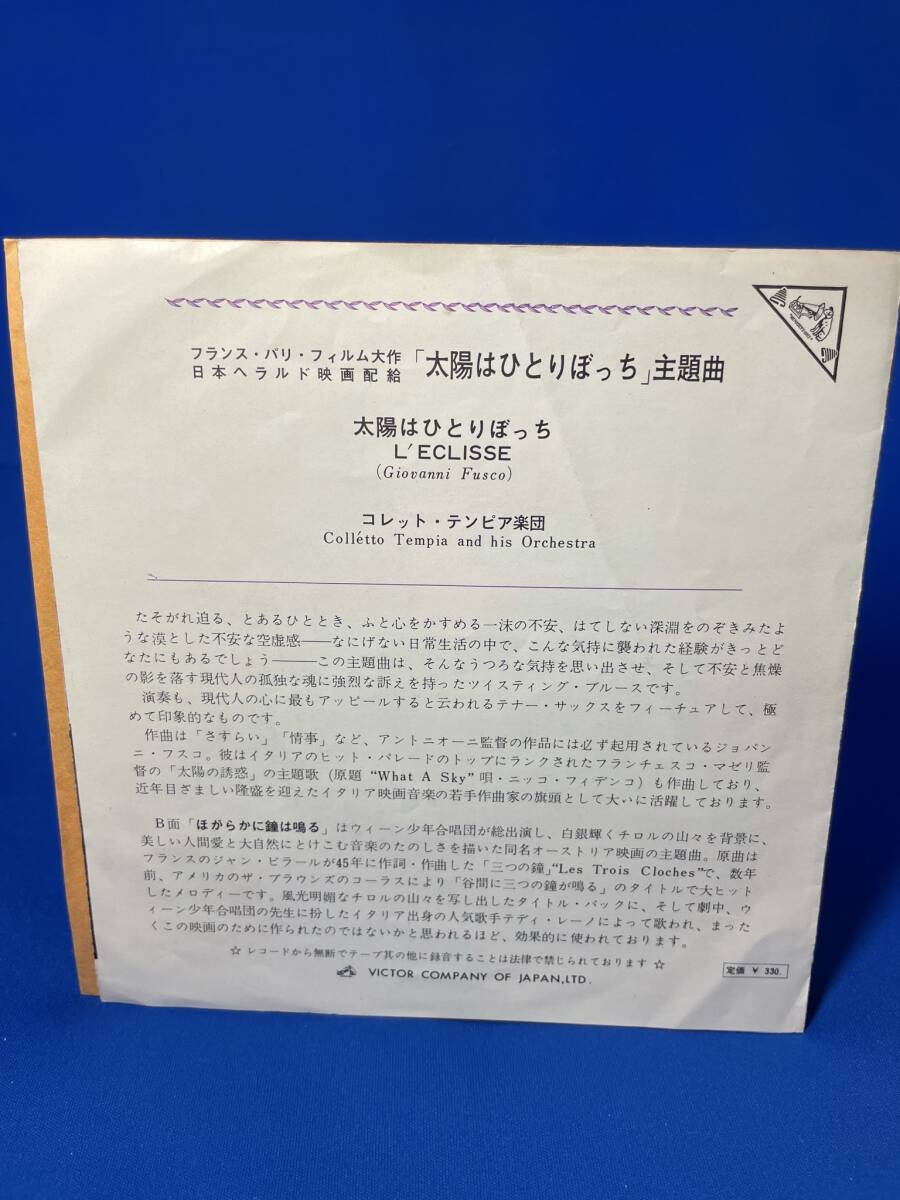 フランス・パリ・フィルム大作
日本ヘラルド映画配給
「太陽はひとりぼっち」主題曲
太陽はひとりぼっち
L'ECLISSE
(Giovanni Fusco)
コレット・テンピア楽団
Collétto Tempia and his Orchestra
たそがれ迫る、とあるひととき、ふと心をかすめる一沫の不安、はてしない深淵をのぞきみたよ
うな漠とした不安な空虚感――なにげない日常生活の中で、こんな気持に襲われた経験がきっとど
なたにもあるでしょう―――この主題曲は、そんなうつろな気持を思い出させ、そして不安と焦燥
の影を落す現代人の孤独な魂に強烈な訴えを持ったツイスティング・ブルースです。
演奏も、現代人の心に最もアッピールすると云われるテナー・サックスをフィーチュアして、極
めて印象的なものです。
作曲は「さすらい」「情事」など、アントニオーニ監督の作品には必ず起用されているジョバン
ニ・フスコ。彼はイタリアのヒット・パレードのトップにランクされたフランチェスコ・マゼリ監
督の「太陽の誘惑」の主題歌（原題 “What A Sky” 唄・ニッコ・フィデンコ）も作曲しており、
近年目ざましい隆盛を迎えたイタリア映画音楽の若手作曲家の旗頭として大いに活躍しております。
B面「ほがらかに鐘は鳴る」はウィーン少年合唱団が総出演し、白銀輝くチロルの山々を背景に、
美しい人間愛と大自然にとけこむ音楽のたのしさを描いた同名オーストリア映画の主題曲。原曲は
フランスのジャン・ビラールが45年に作詞・作曲した「三つの鐘」“Les Trois Cloches”で、数年
前、アメリカのザ・ブラウンズのコーラスにより「谷間に三つの鐘が鳴る」のタイトルで大ヒット
したメロディーです。風光明媚なチロルの山々を写し出したタイトル・バックに、そして劇中、ウ
ィーン少年合唱団の先生に扮したイタリア出身の人気歌手テディ・レーノによって歌われ、まった
くこの映画のために作られたのではないかと思われるほど、効果的に使われております。
☆ レコードから無断でテープ其の他に録音することは法律で禁じられております ☆
VICTOR COMPANY OF JAPAN,LTD.
定価 ¥ 330.